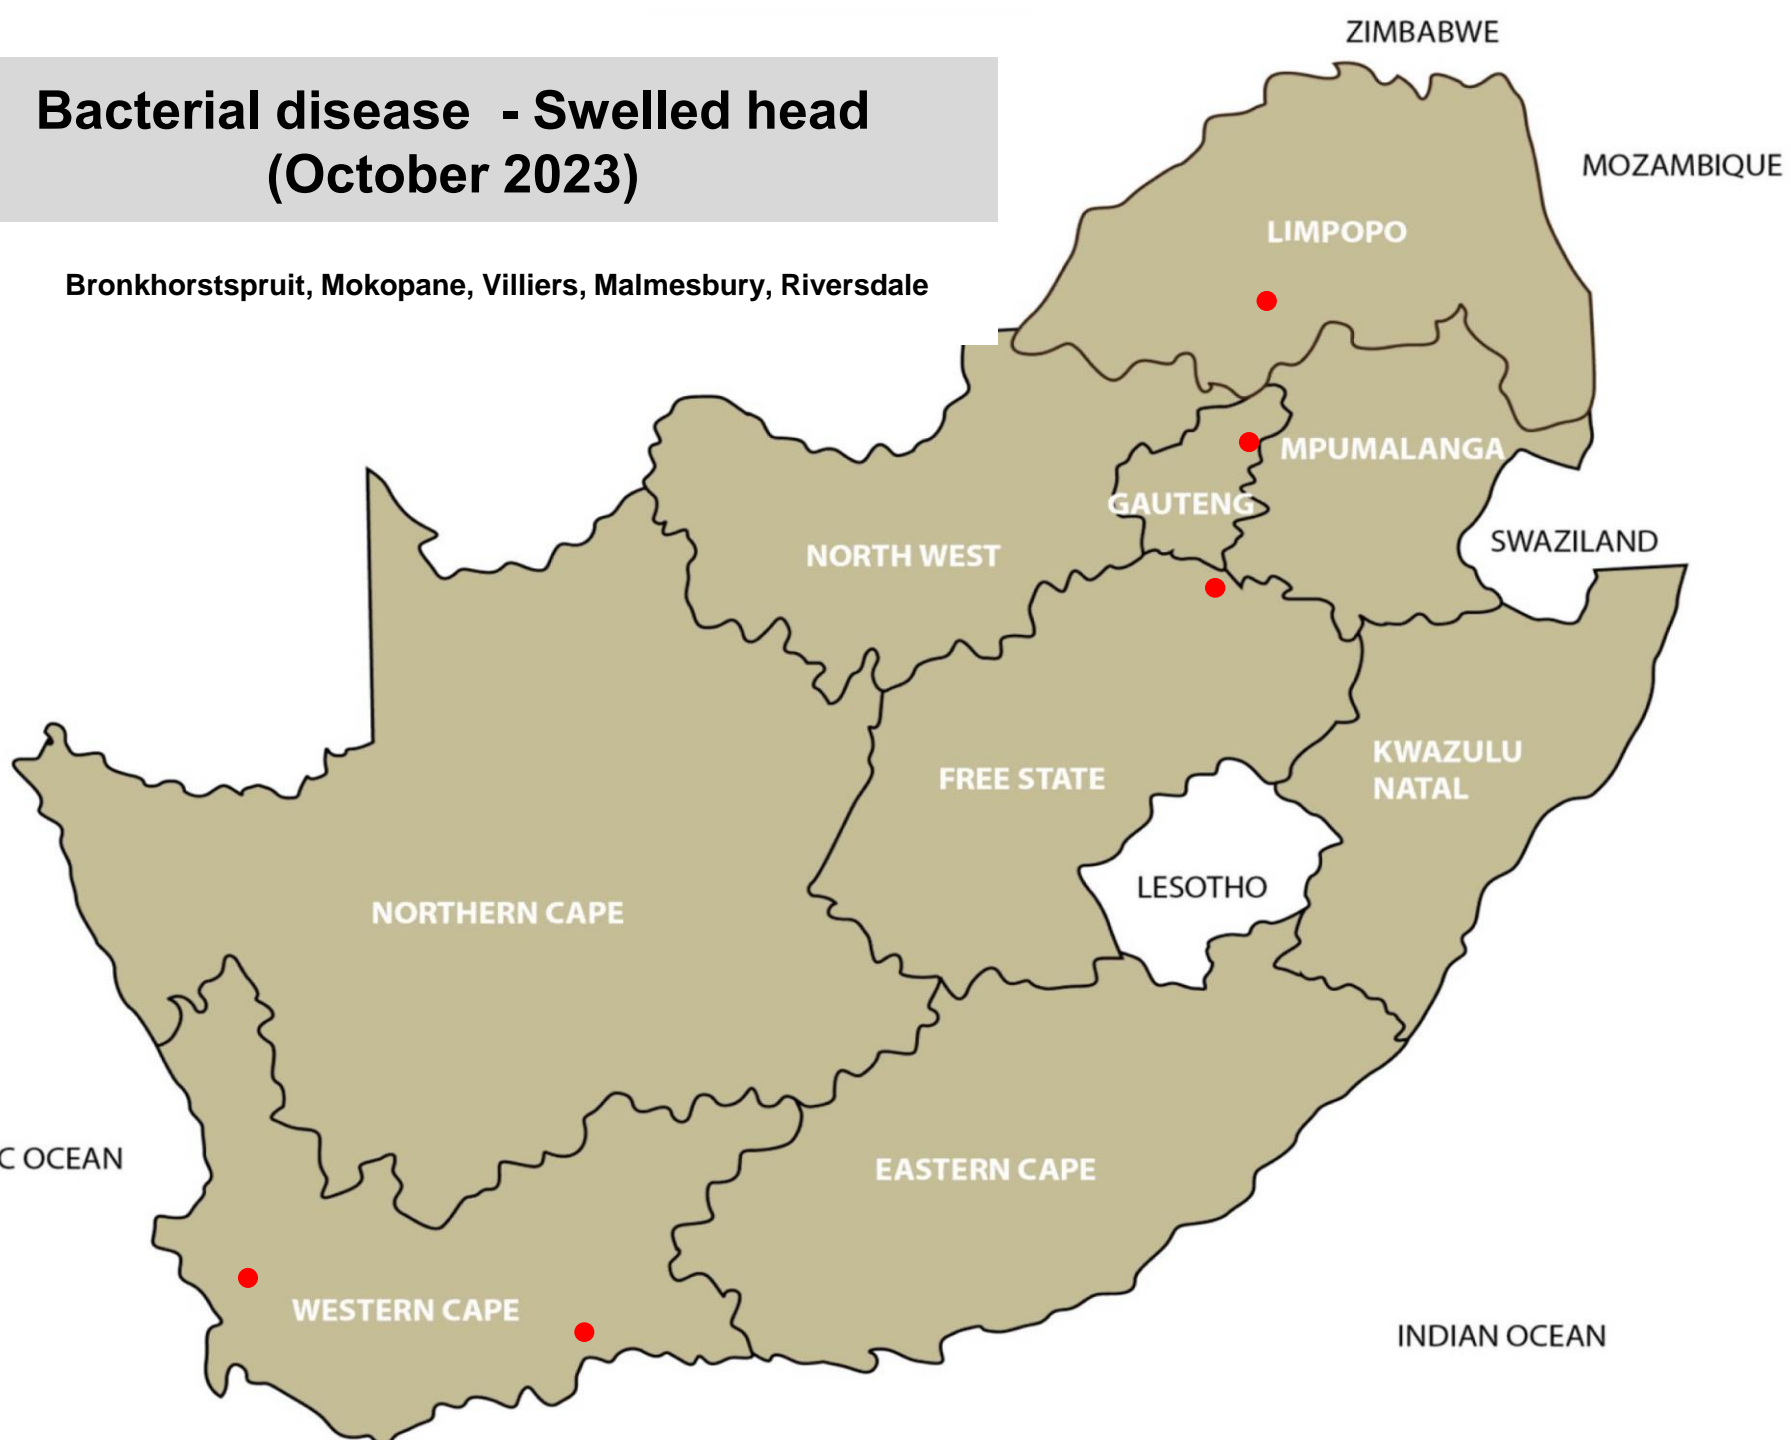 ZIMBABWE
Bacterial disease - Swelled head
(October 2023)
MOZAMBIQUE
LIMPOPO
Bronkhorstspruit, Mokopane, Villiers, Malmesbury, Riversdale
MPUMALANGA
GAUTENG
SWAZILAND
NORTH WEST
KWAZULU
NATAL
FREE STATE
LESOTHO
NORTHERN CAPE
C OCEAN
EASTERN CAPE
WESTERN CAPE
INDIAN OCEAN